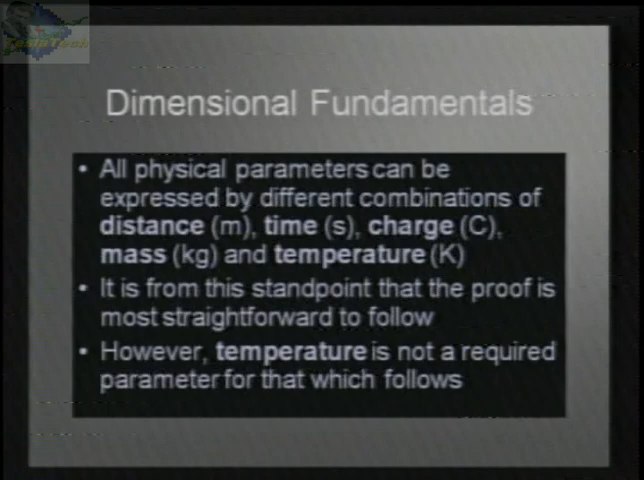 TeslaTech
Dimensional Fundamentals
• All physical parameters can be
expressed by different combinations of
distance (m), time (s), charge (C),
mass (kg) and temperature (K)
• It is from this standpoint that the proof is
most straightforward to follow
• However, temperature is not a required
parameter for that which follows